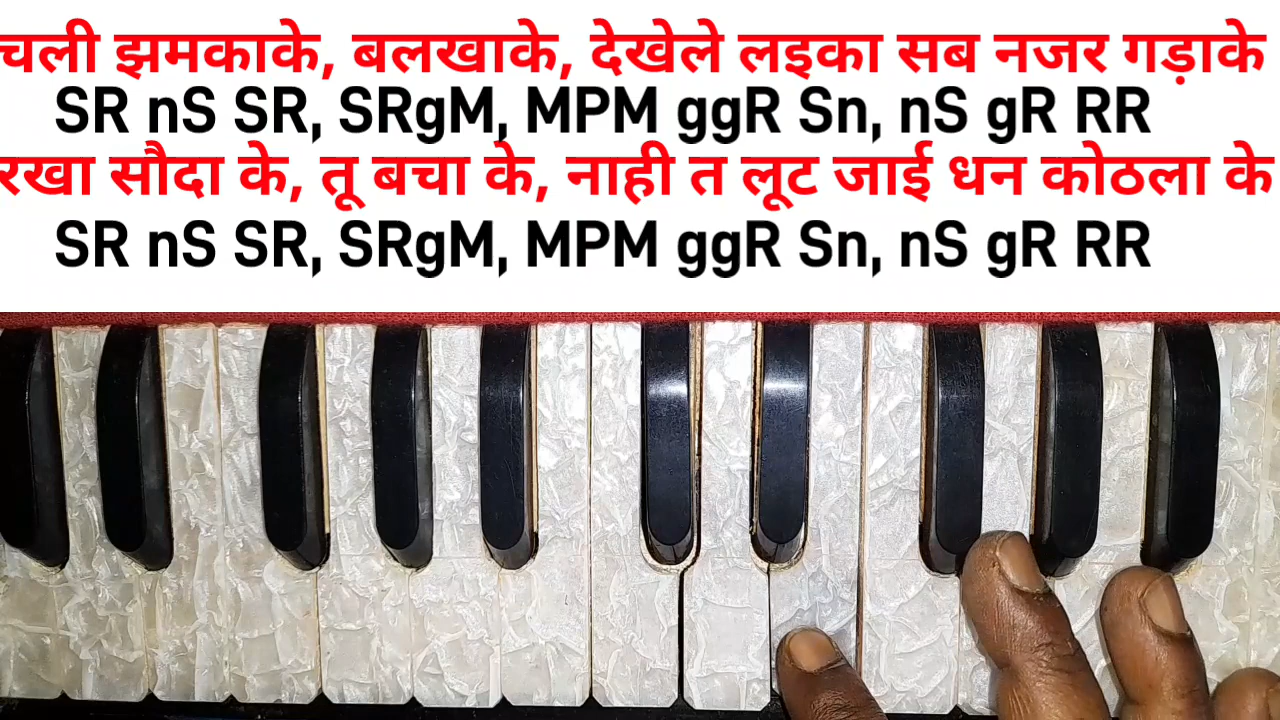 चली झमकाके, बलखाके, देखेले लइका सब नजर गड़ाके
SR nS SR, SRgM, MPM ggR Sn, nS gR RR
रखा सौदा के, तू बचा के, नाही त लूट जाई धन कोठला के
SR nS SR, SRgM, MPM ggR Sn, nS gR RR